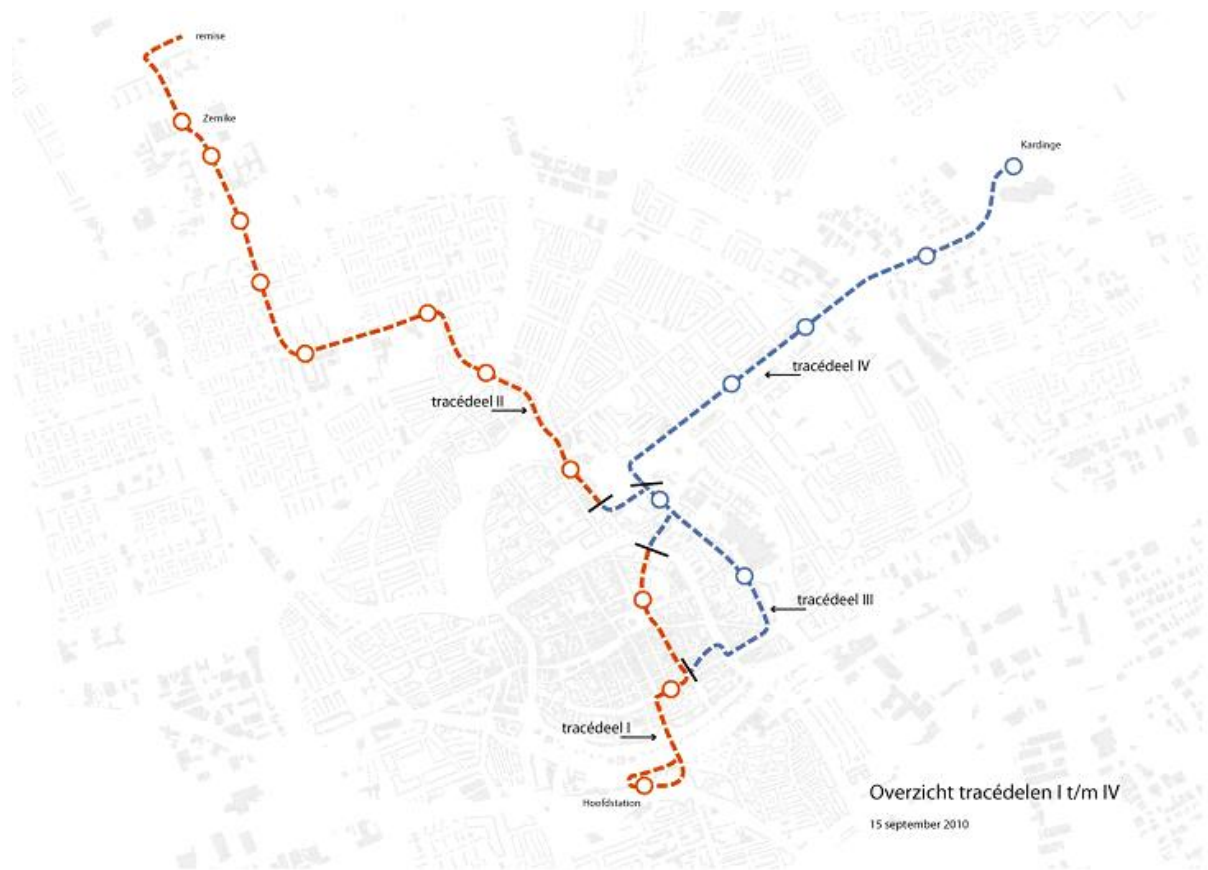 remise
Zernike
Kardinge
tracédeel IV
tracédeel II
tracédeel III
tracédeel I
Hoofdstation
Overzicht tracédelen I t/m IV
15 september 2010